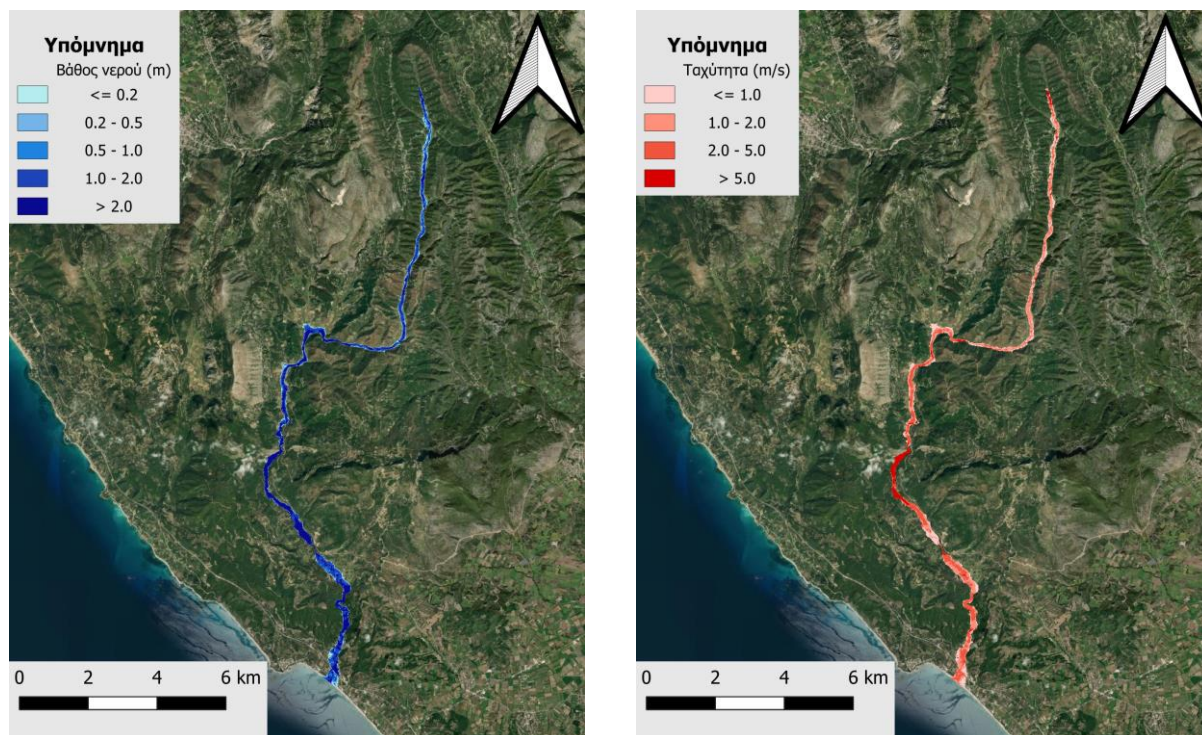 Υπόμνημα
Βάθος νερού (m)
<= 0.2
0.2 - 0.5
0.5 - 1.0
1.0 - 2.0
> 2.0
0 2 4 6 km
Υπόμνημα
Ταχύτητα (m/s)
<= 1.0
1.0 - 2.0
2.0 - 5.0
> 5.0
0 2 4 6 km